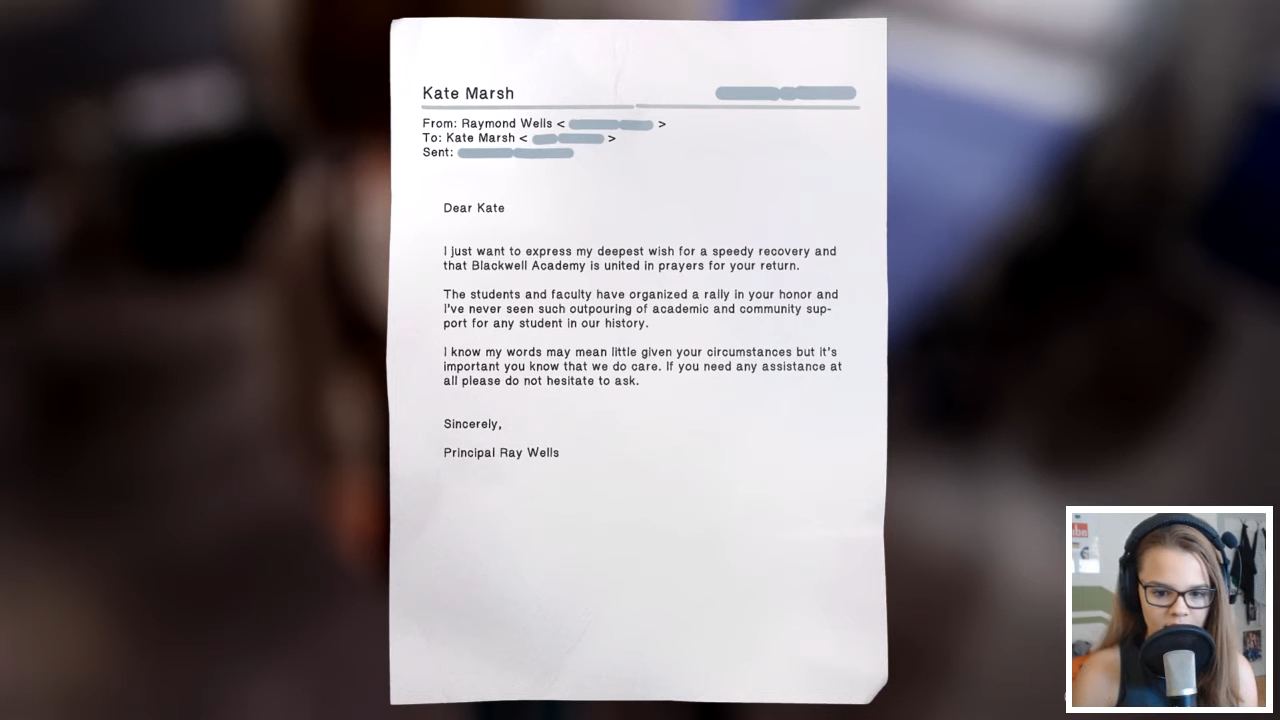 Kate Marsh
From: Raymond Wells < >
To: Kate Marsh < >
Sent:
Dear Kate
I just want to express my deepest wish for a speedy recovery and
that Blackwell Academy is united in prayers for your return.
The students and faculty have organized a rally in your honor and
I've never seen such outpouring of academic and community sup-
port for any student in our history.
I know my words may mean little given your circumstances but it's
important you know that we do care. If you need any assistance at
all please do not hesitate to ask.
Sincerely,
Principal Ray Wells